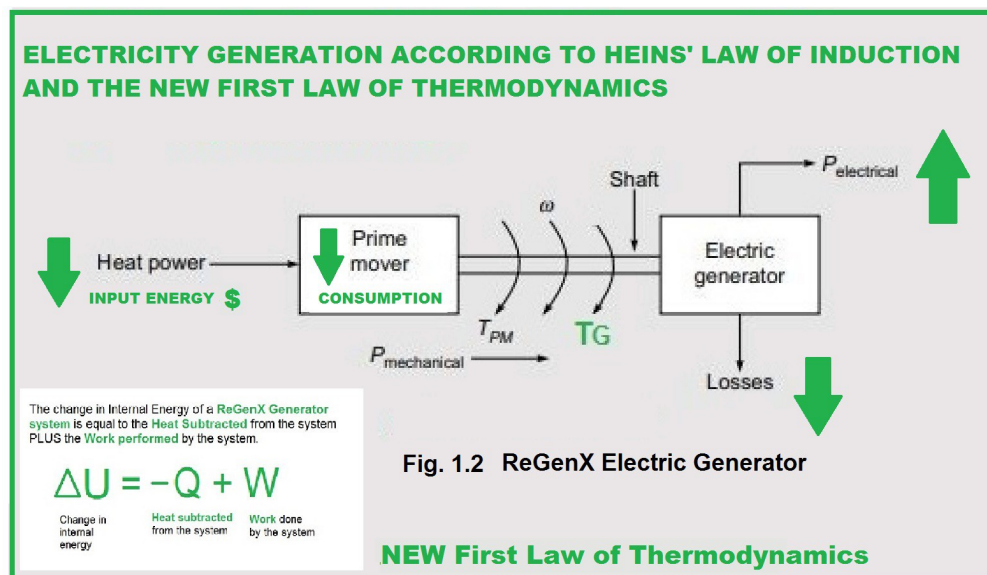 ELECTRICITY GENERATION ACCORDING TO HEINS' LAW OF INDUCTION
AND THE NEW FIRST LAW OF THERMODYNAMICS
Pelectrical
Shaft
ω
Heat power
Prime
mover
Electric
generator
INPUT ENERGY $
CONSUMPTION
TPM
TG
Pmechanical
Losses
The change in Internal Energy of a ReGenX Generator
system is equal to the Heat Subtracted from the system
PLUS the Work performed by the system.
ΔU = −Q + W
Change in
internal
energy
Heat subtracted
from the system
Work done
by the system
Fig. 1.2 ReGenX Electric Generator
NEW First Law of Thermodynamics